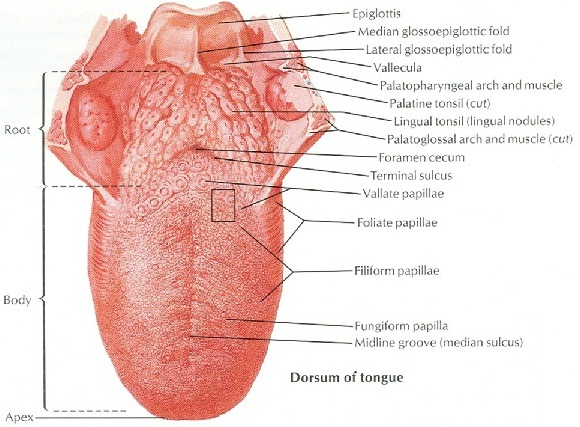 Epiglottis
Median glossoepiglottic fold
Lateral glossoepiglottic fold
Vallecula
Palatopharyngeal arch and muscle
Palatine tonsil (cut)
Lingual tonsil (lingual nodules)
Palatoglossal arch and muscle (cut)
Foramen cecum
Terminal sulcus
Vallate papillae
Foliate papillae
Filiform papillae
Fungiform papilla
Midline groove (median sulcus)
Dorsum of tongue
Root
Body
Apex